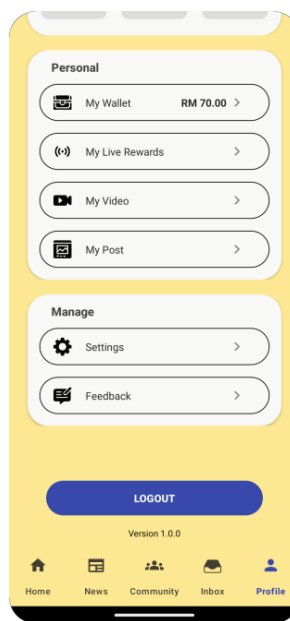 Personal
My Wallet RM 70.00
My Live Rewards
My Video
My Post
Manage
Settings
Feedback
LOGOUT
Version 1.0.0
Home News Community Inbox Profile